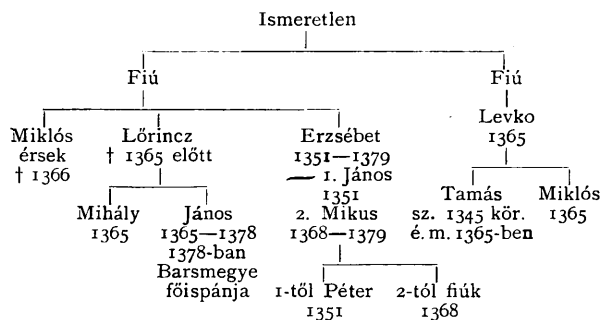 Ismeretlen
Fiú Fiú
Miklós Lőrincz Erzsébet Levko
érsek † 1365 előtt 1351—1379 1365
† 1366 — 1. János
1351
Mihály János 2. Mikus Tamás Miklós
1365 1365—1378 1368—1379 sz. 1345 kör. 1365
1378-ban é. m. 1365-ben
Barsmegye
főispánja 1-től Péter 2-tól fiúk
1351 1368